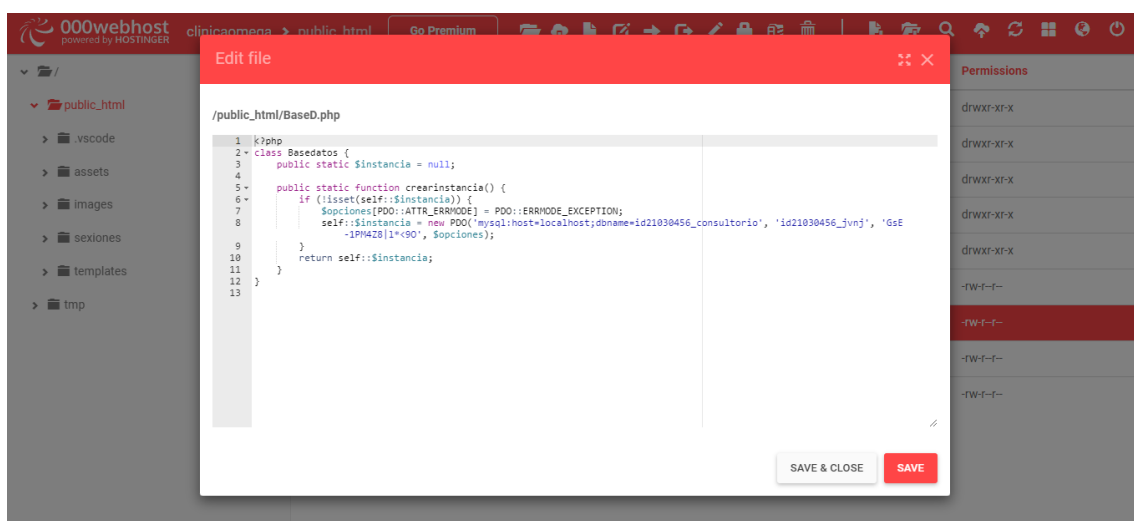 000webhost
powered by HOSTINGER
clinicaomega > public_html
Go Premium
/
public_html
.vscode
assets
images
sexiones
templates
tmp
Permissions
drwxr-xr-x
drwxr-xr-x
drwxr-xr-x
drwxr-xr-x
drwxr-xr-x
-rw-r--r--
-rw-r--r--
-rw-r--r--
-rw-r--r--
Edit file
/public_html/BaseD.php
1 <?php
2 class Basedatos {
3 public static $instancia = null;
4
5 public static function crearinstancia() {
6 if (!isset(self::$instancia)) {
7 $opciones[PDO::ATTR_ERRMODE] = PDO::ERRMODE_EXCEPTION;
8 self::$instancia = new PDO('mysql:host=localhost;dbname=id21030456_consultorio', 'id21030456_jvnj', 'GsE
-1PM4Z8|1*<9O', $opciones);
9 }
10 return self::$instancia;
11 }
12 }
13
SAVE & CLOSE
SAVE